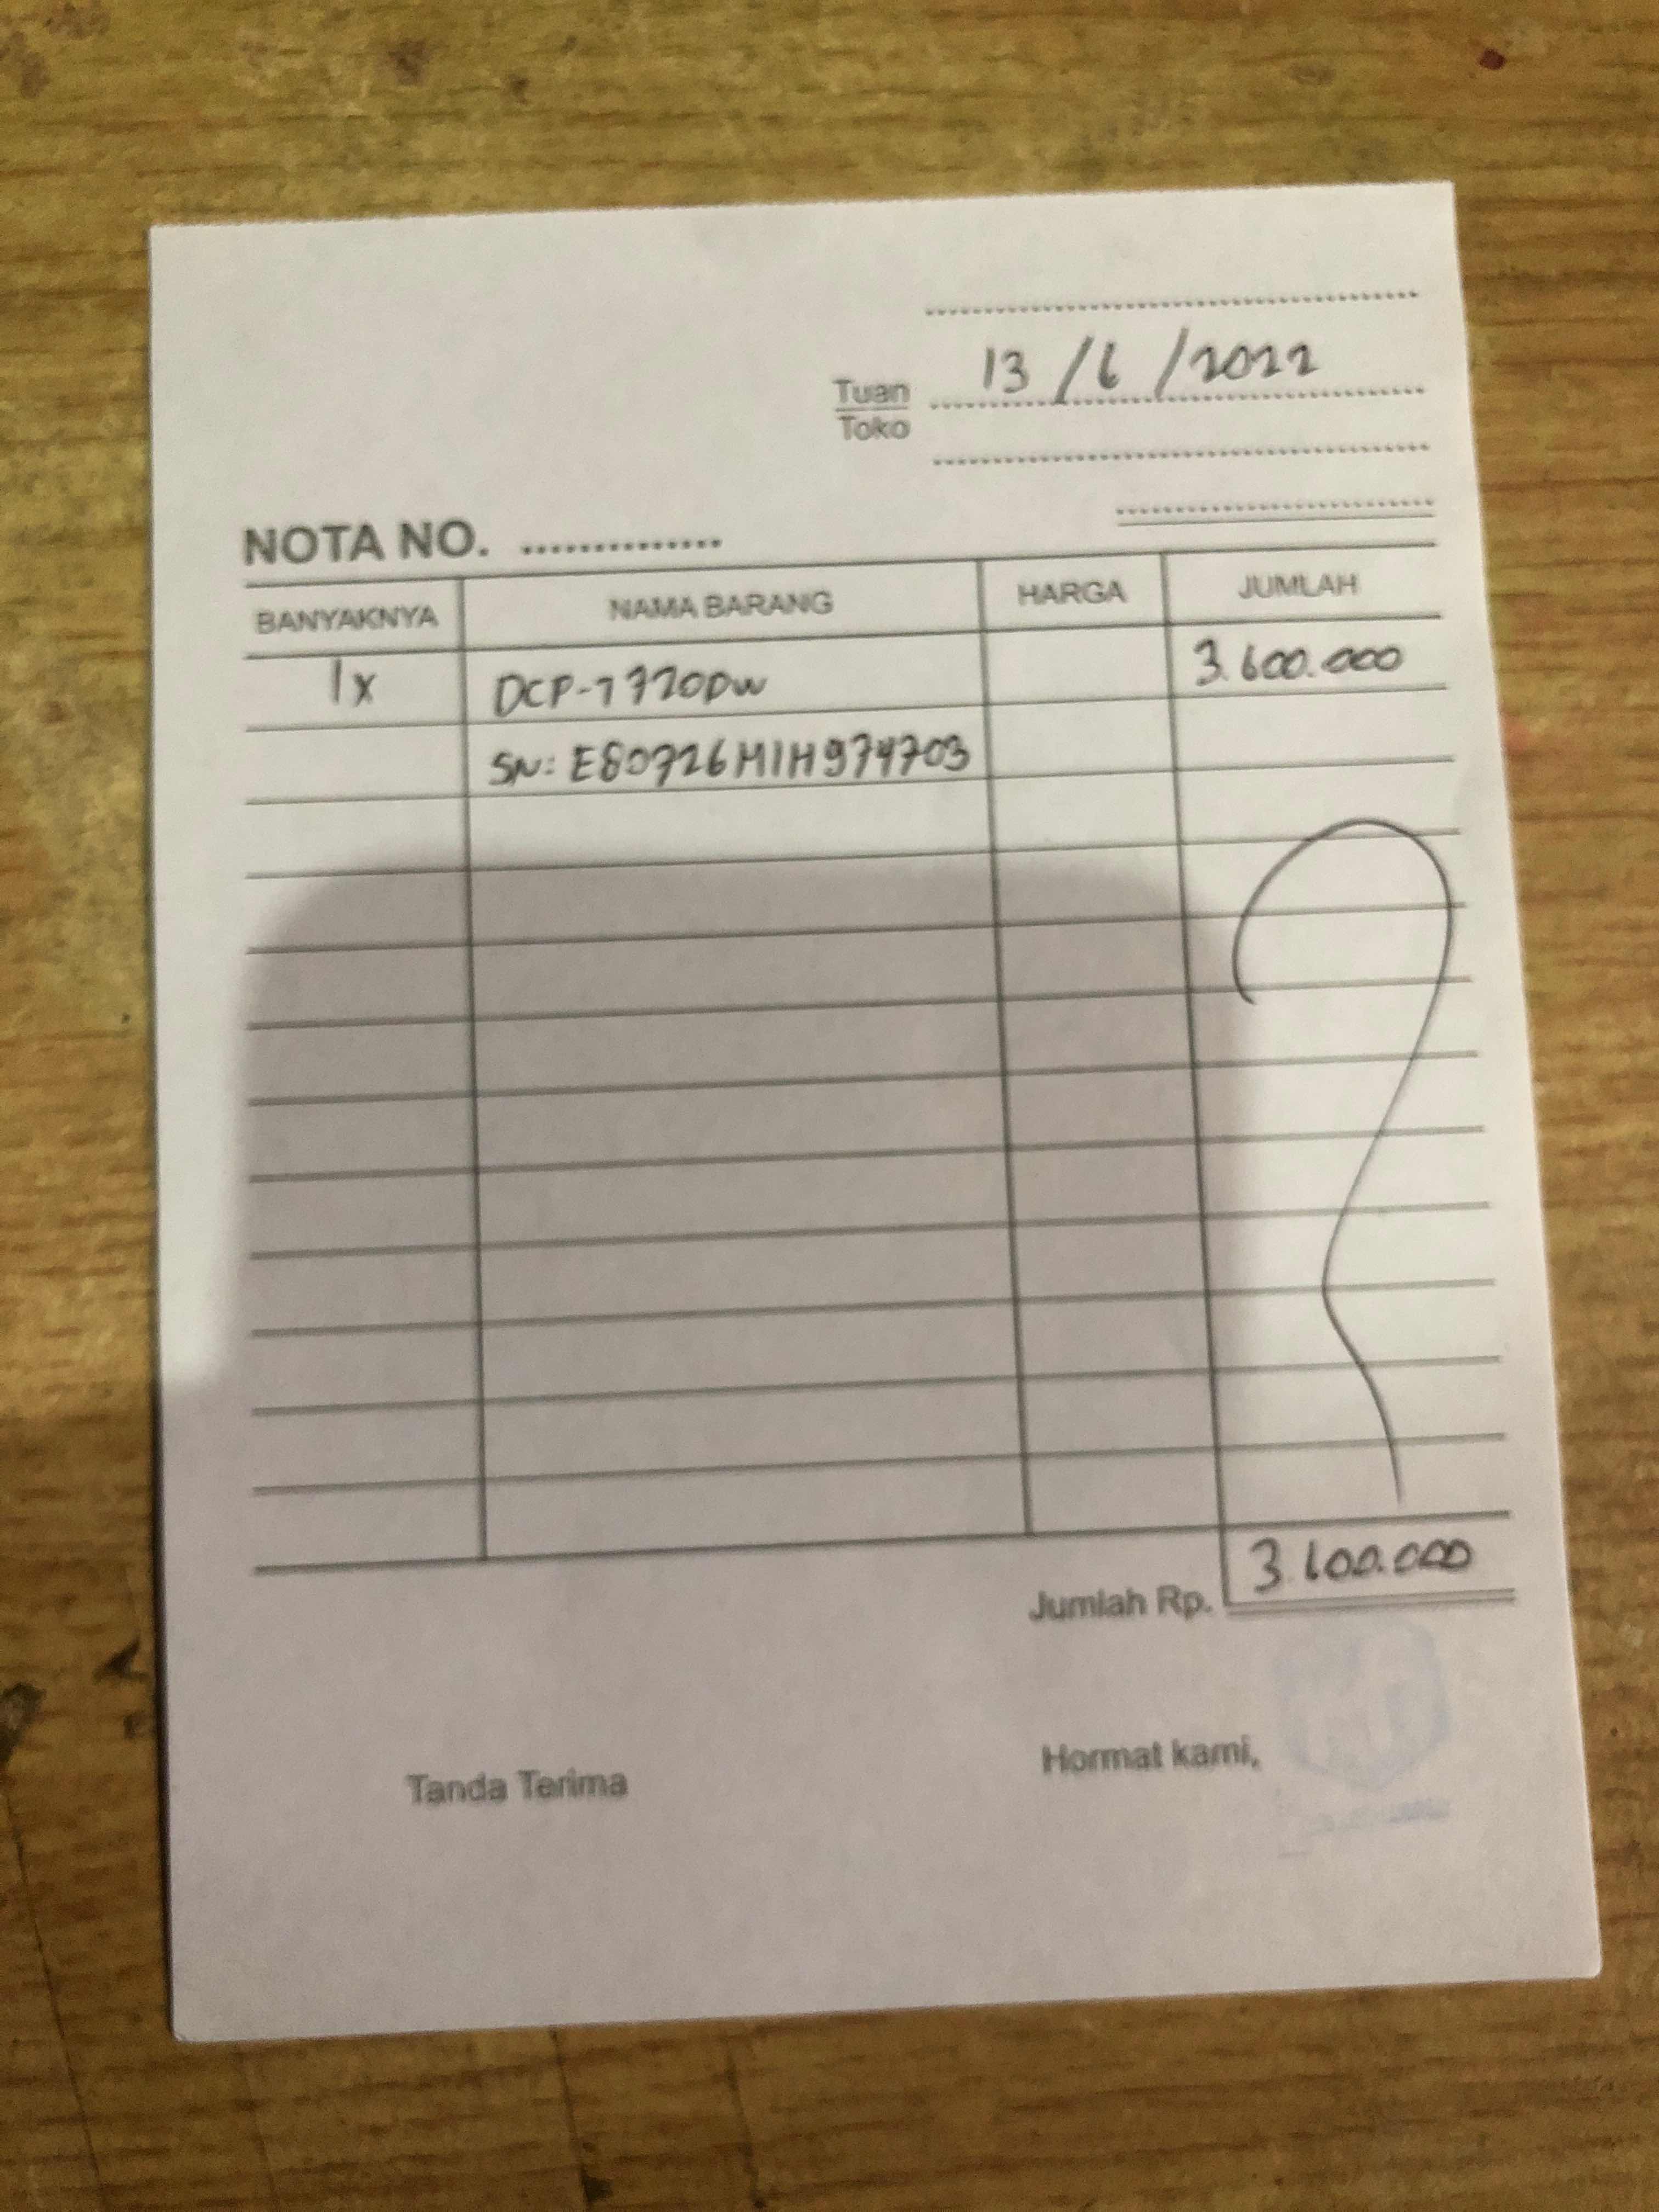 13/6/2022
Tuan
Toko
NOTA NO. ..............
BANYAKNYA NAMA BARANG HARGA JUMLAH
1x DCP-7720DW 3.600.000
SN: E80726M1H974703
Jumlah Rp. 3.600.000
Tanda Terima Hormat kami,